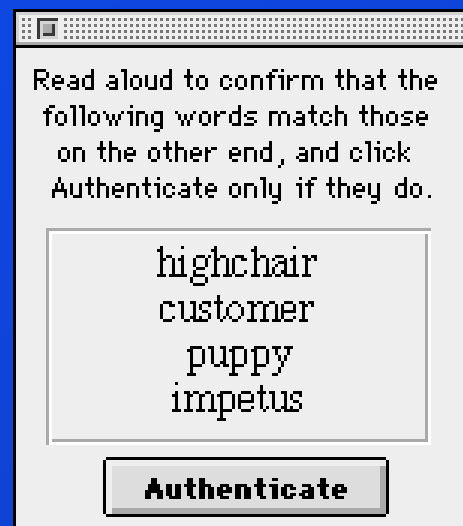 Read aloud to confirm that the
following words match those
on the other end, and click
Authenticate only if they do.
highchair
customer
puppy
impetus
Authenticate